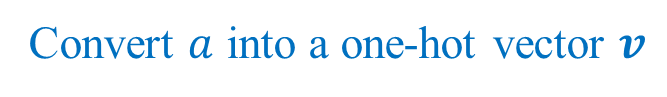 Convert 𝑎 into a one-hot vector 𝒗